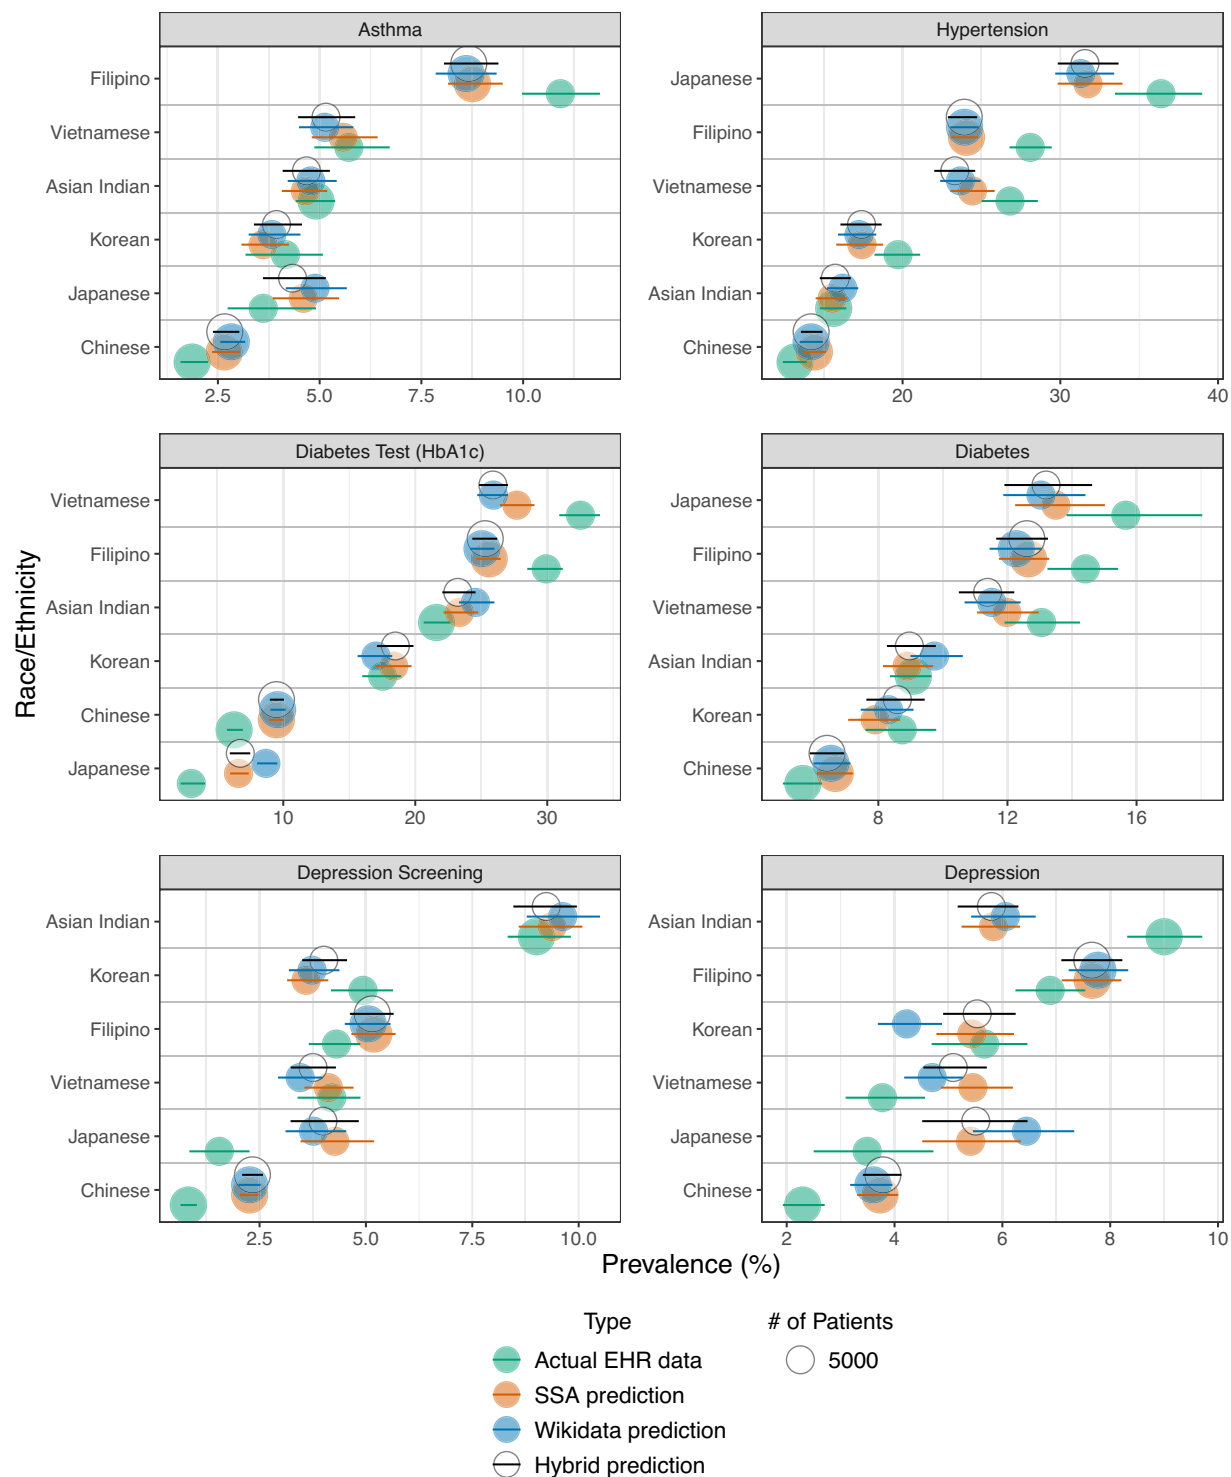 Asthma
Filipino
Vietnamese
Asian Indian
Korean
Japanese
Chinese
2.5 5.0 7.5 10.0
Hypertension
Japanese
Filipino
Vietnamese
Korean
Asian Indian
Chinese
20 30 40
Race/Ethnicity
Diabetes Test (HbA1c)
Vietnamese
Filipino
Asian Indian
Korean
Chinese
Japanese
10 20 30
Diabetes
Japanese
Filipino
Vietnamese
Asian Indian
Korean
Chinese
8 12 16
Depression Screening
Asian Indian
Korean
Filipino
Vietnamese
Japanese
Chinese
2.5 5.0 7.5 10.0
Depression
Asian Indian
Filipino
Korean
Vietnamese
Japanese
Chinese
2 4 6 8 10
Prevalence (%)
Type
Actual EHR data
SSA prediction
Wikidata prediction
Hybrid prediction
# of Patients
5000